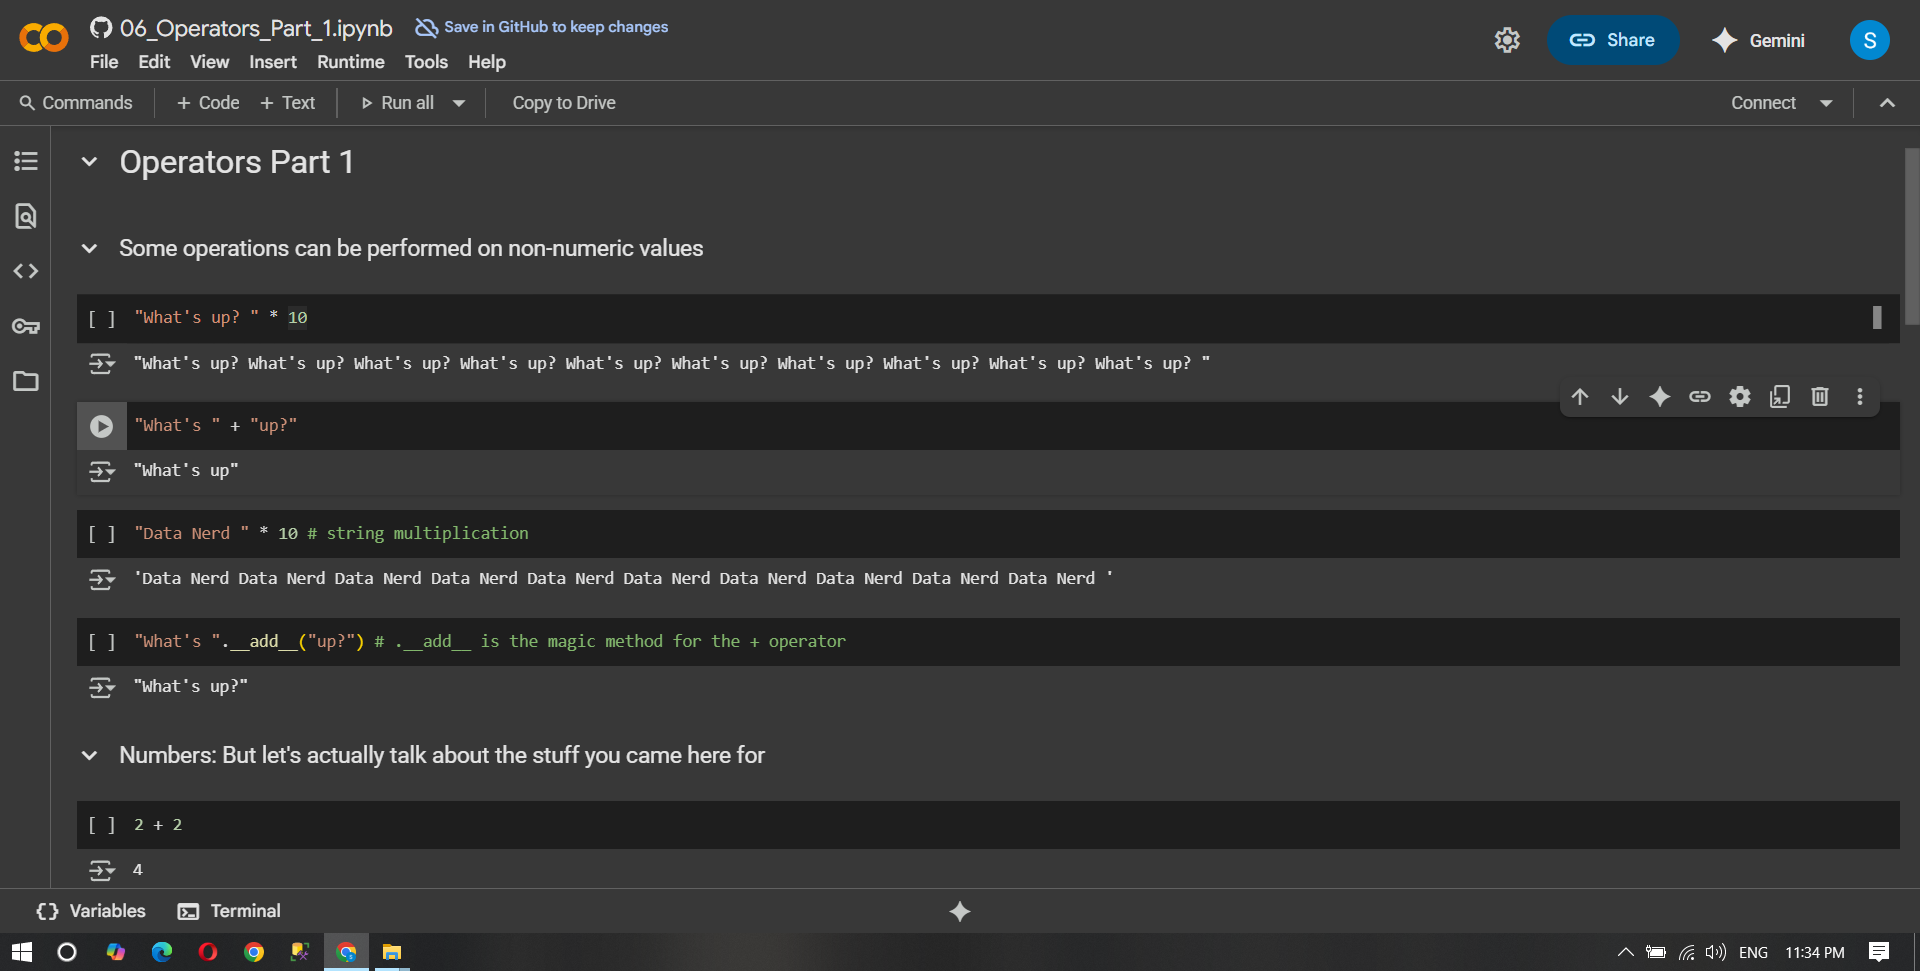 06_Operators_Part_1.ipynb Save in GitHub to keep changes
File Edit View Insert Runtime Tools Help
Share Gemini S
Commands + Code + Text Run all Copy to Drive Connect
Operators Part 1
Some operations can be performed on non-numeric values
[ ] "What's up? " * 10
"What's up? What's up? What's up? What's up? What's up? What's up? What's up? What's up? What's up? What's up? "
"What's " + "up?"
"What's up"
[ ] "Data Nerd " * 10 # string multiplication
'Data Nerd Data Nerd Data Nerd Data Nerd Data Nerd Data Nerd Data Nerd Data Nerd Data Nerd Data Nerd '
[ ] "What's ".__add__("up?") # .__add__ is the magic method for the + operator
"What's up?"
Numbers: But let's actually talk about the stuff you came here for
[ ] 2 + 2
4
{} Variables Terminal
ENG 11:34 PM